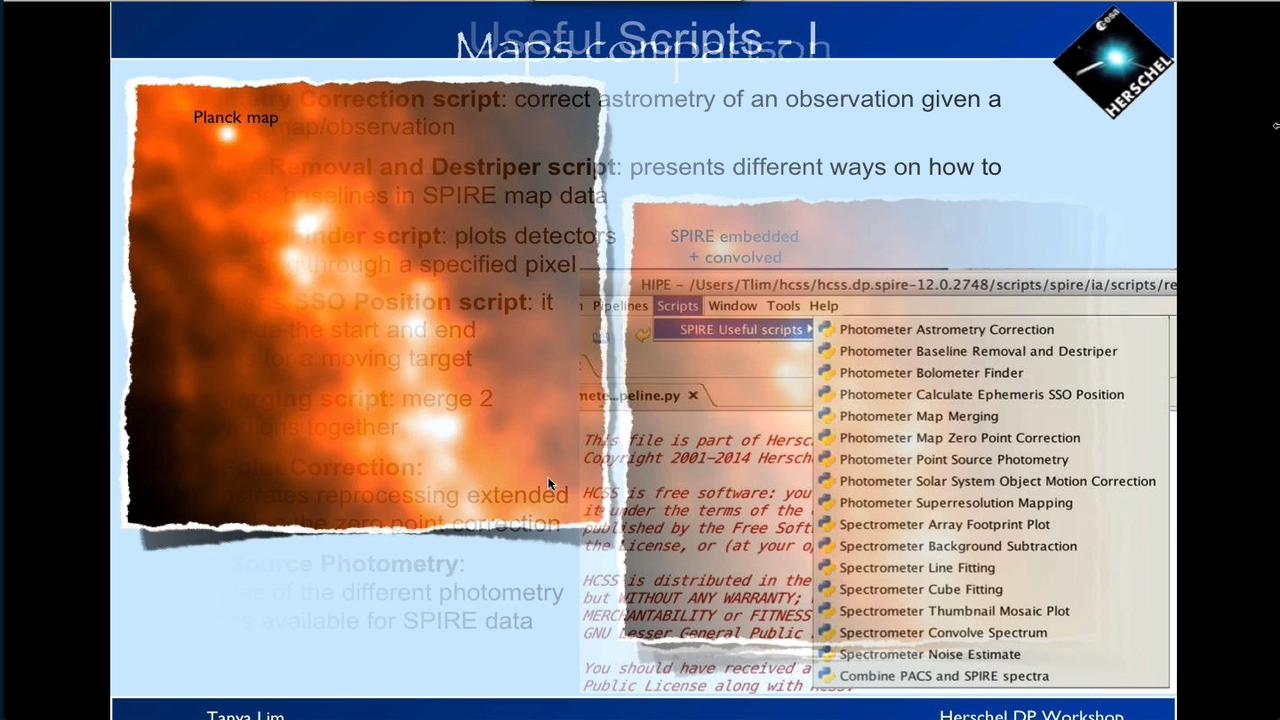 Useful Scripts - I
Maps comparison
esa
HERSCHEL
Planck map
etry Correction script: correct astrometry of an observation given a
map/observation
Removal and Destriper script: presents different ways on how to
baselines in SPIRE map data
inder script: plots detectors
through a specified pixel
SSO Position script: it
the start and end
for a moving target
erging script: merge 2
together
Point Correction:
reprocessing extended
the zero point correction
Source Photometry:
of the different photometry
available for SPIRE data
SPIRE embedded
+ convolved
HIPE - /Users/Tlim/hcss/hcss.dp.spire-12.0.2748/scripts/spire/ia/scripts/re
Pipelines Scripts Window Tools Help
SPIRE Useful scripts
Photometer Astrometry Correction
Photometer Baseline Removal and Destriper
Photometer Bolometer Finder
Photometer Calculate Ephemeris SSO Position
Photometer Map Merging
Photometer Map Zero Point Correction
Photometer Point Source Photometry
Photometer Solar System Object Motion Correction
Photometer Superresolution Mapping
Spectrometer Array Footprint Plot
Spectrometer Background Subtraction
Spectrometer Line Fitting
Spectrometer Cube Fitting
Spectrometer Thumbnail Mosaic Plot
Spectrometer Convolve Spectrum
Spectrometer Noise Estimate
Combine PACS and SPIRE spectra
mete...peline.py
This file is part of Hersc
Copyright 2001-2014 Hersch
HCSS is free software: you
it under the terms of the
published by the Free Soft
the License, or (at your o
HCSS is distributed in the
but WITHOUT ANY WARRANTY;
MERCHANTABILITY or FITNESS
GNU Lesser General Public
You should have received a
Public License along with HCSS.
Tanya Lim
Herschel DP Workshop